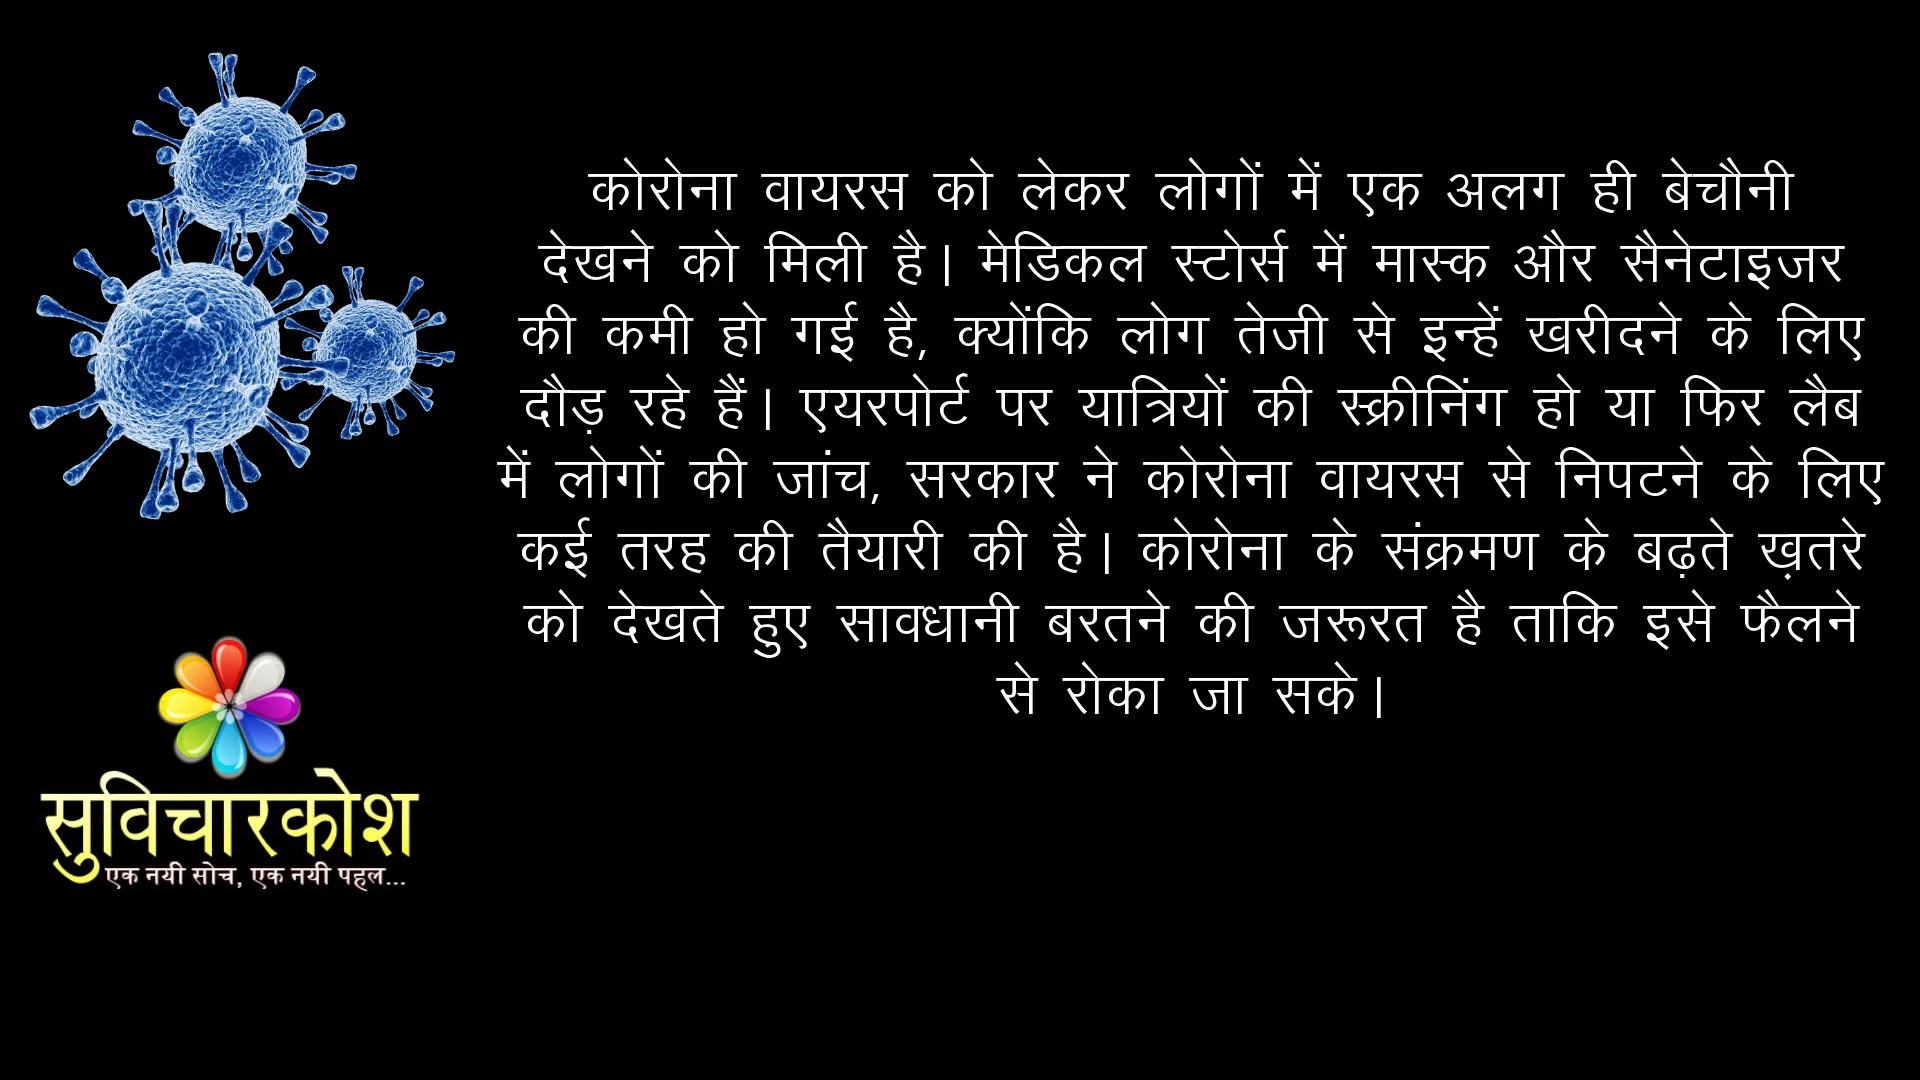 कोरोना वायरस को लेकर लोगों में एक अलग ही बेचौनी
देखने को मिली है। मेडिकल स्टोर्स में मास्क और सैनेटाइजर
की कमी हो गई है, क्योंकि लोग तेजी से इन्हें खरीदने के लिए
दौड़ रहे हैं। एयरपोर्ट पर यात्रियों की स्क्रीनिंग हो या फिर लैब
में लोगों की जांच, सरकार ने कोरोना वायरस से निपटने के लिए
कई तरह की तैयारी की है। कोरोना के संक्रमण के बढ़ते ख़तरे
को देखते हुए सावधानी बरतने की जरूरत है ताकि इसे फैलने
से रोका जा सके।
सुविचारकोश
एक नयी सोच, एक नयी पहल...